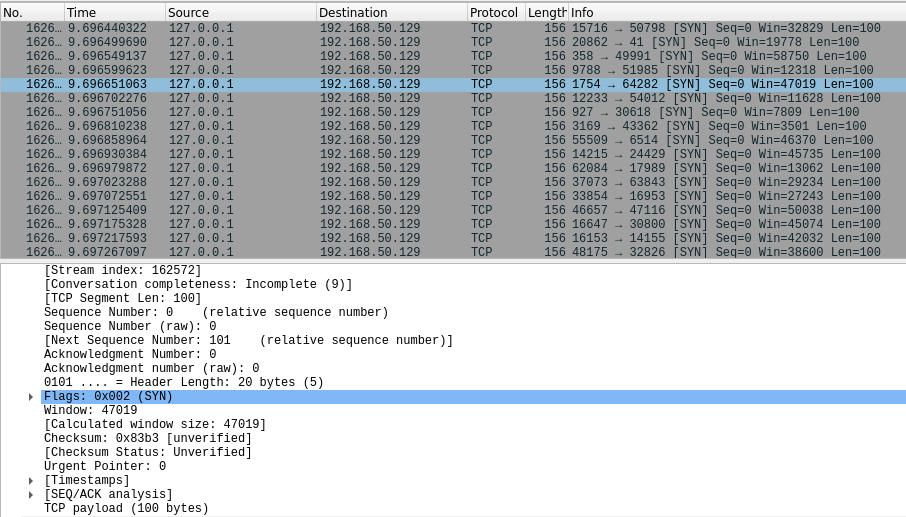 No. Time Source Destination Protocol Length Info
1626… 9.696440322 127.0.0.1 192.168.50.129 TCP 156 15716 → 50798 [SYN] Seq=0 Win=32829 Len=100
1626… 9.696499690 127.0.0.1 192.168.50.129 TCP 156 20862 → 41 [SYN] Seq=0 Win=19778 Len=100
1626… 9.696549137 127.0.0.1 192.168.50.129 TCP 156 358 → 49991 [SYN] Seq=0 Win=58750 Len=100
1626… 9.696599623 127.0.0.1 192.168.50.129 TCP 156 9788 → 51985 [SYN] Seq=0 Win=12318 Len=100
1626… 9.696651063 127.0.0.1 192.168.50.129 TCP 156 1754 → 64282 [SYN] Seq=0 Win=47019 Len=100
1626… 9.696702276 127.0.0.1 192.168.50.129 TCP 156 12233 → 54012 [SYN] Seq=0 Win=11628 Len=100
1626… 9.696751056 127.0.0.1 192.168.50.129 TCP 156 927 → 30618 [SYN] Seq=0 Win=7809 Len=100
1626… 9.696810238 127.0.0.1 192.168.50.129 TCP 156 3169 → 43362 [SYN] Seq=0 Win=3501 Len=100
1626… 9.696858964 127.0.0.1 192.168.50.129 TCP 156 55509 → 6514 [SYN] Seq=0 Win=46370 Len=100
1626… 9.696930384 127.0.0.1 192.168.50.129 TCP 156 14215 → 24429 [SYN] Seq=0 Win=45735 Len=100
1626… 9.696979872 127.0.0.1 192.168.50.129 TCP 156 62084 → 17989 [SYN] Seq=0 Win=13062 Len=100
1626… 9.697023288 127.0.0.1 192.168.50.129 TCP 156 37073 → 63843 [SYN] Seq=0 Win=29234 Len=100
1626… 9.697072551 127.0.0.1 192.168.50.129 TCP 156 33854 → 16953 [SYN] Seq=0 Win=27243 Len=100
1626… 9.697125409 127.0.0.1 192.168.50.129 TCP 156 46657 → 47116 [SYN] Seq=0 Win=50038 Len=100
1626… 9.697175328 127.0.0.1 192.168.50.129 TCP 156 16647 → 30800 [SYN] Seq=0 Win=45074 Len=100
1626… 9.697217593 127.0.0.1 192.168.50.129 TCP 156 16153 → 14155 [SYN] Seq=0 Win=42032 Len=100
1626… 9.697267097 127.0.0.1 192.168.50.129 TCP 156 48175 → 32826 [SYN] Seq=0 Win=38600 Len=100
[Stream index: 162572]
[Conversation completeness: Incomplete (9)]
[TCP Segment Len: 100]
Sequence Number: 0 (relative sequence number)
Sequence Number (raw): 0
[Next Sequence Number: 101 (relative sequence number)]
Acknowledgment Number: 0
Acknowledgment number (raw): 0
0101 .... = Header Length: 20 bytes (5)
Flags: 0x002 (SYN)
Window: 47019
[Calculated window size: 47019]
Checksum: 0x83b3 [unverified]
[Checksum Status: Unverified]
Urgent Pointer: 0
[Timestamps]
[SEQ/ACK analysis]
TCP payload (100 bytes)